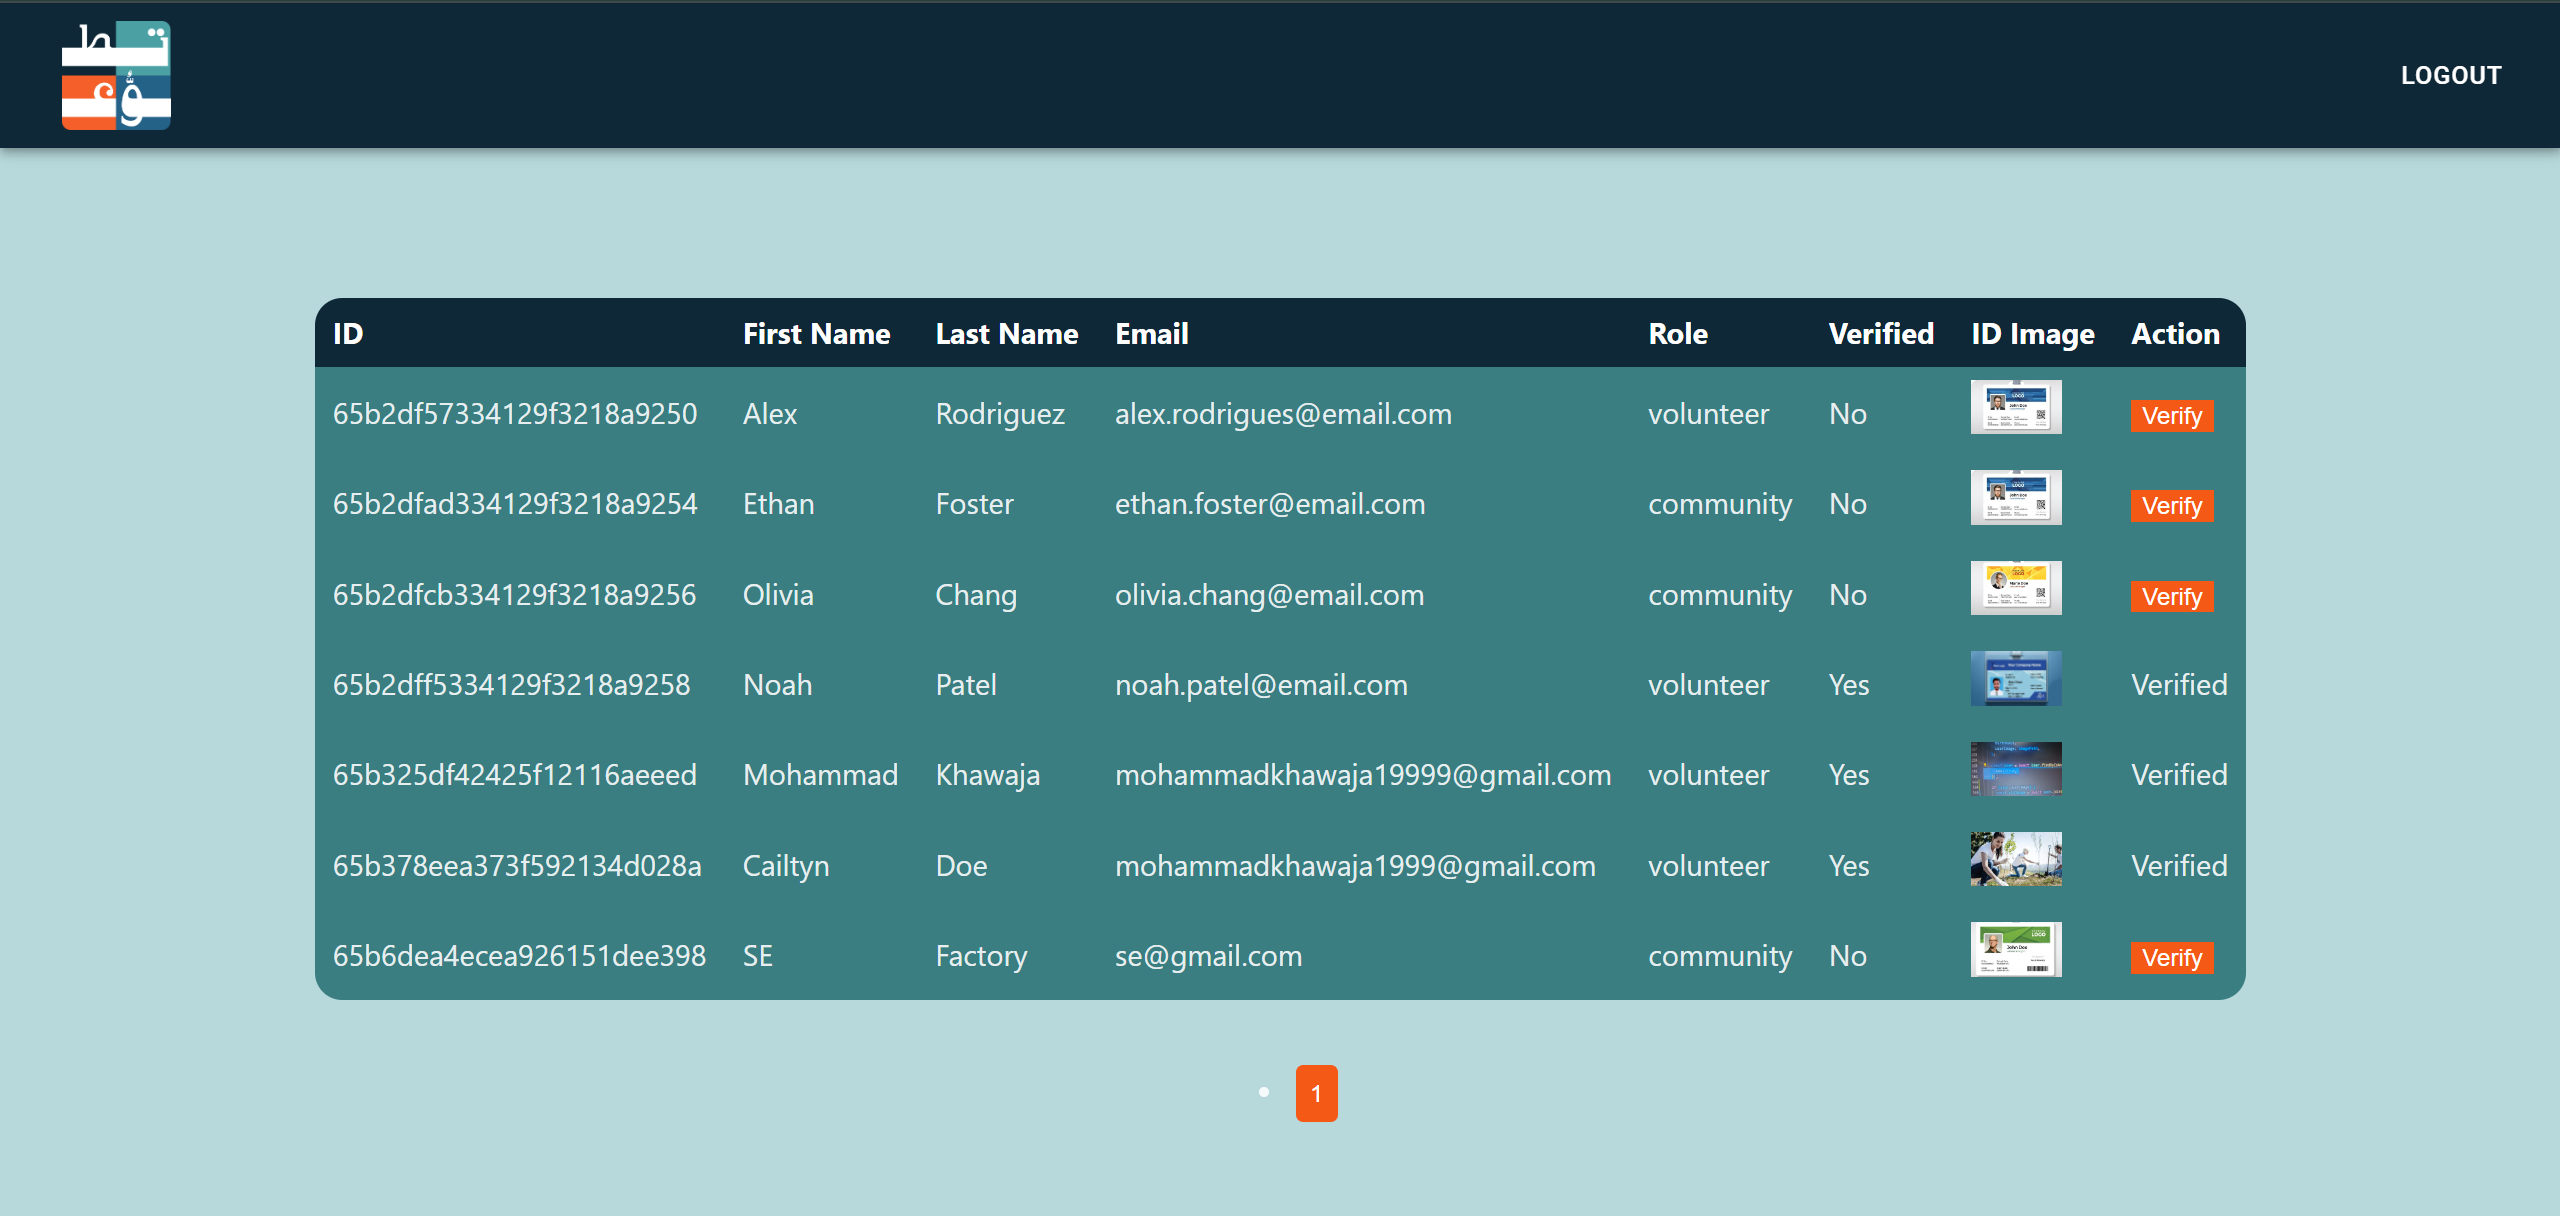 تط
وَّع
LOGOUT
ID First Name Last Name Email Role Verified ID Image Action
65b2df57334129f3218a9250 Alex Rodriguez alex.rodrigues@email.com volunteer No Verify
65b2dfad334129f3218a9254 Ethan Foster ethan.foster@email.com community No Verify
65b2dfcb334129f3218a9256 Olivia Chang olivia.chang@email.com community No Verify
65b2dff5334129f3218a9258 Noah Patel noah.patel@email.com volunteer Yes Verified
65b325df42425f12116aeeed Mohammad Khawaja mohammadkhawaja19999@gmail.com volunteer Yes Verified
65b378eea373f592134d028a Cailtyn Doe mohammadkhawaja1999@gmail.com volunteer Yes Verified
65b6dea4ecea926151dee398 SE Factory se@gmail.com community No Verify
1